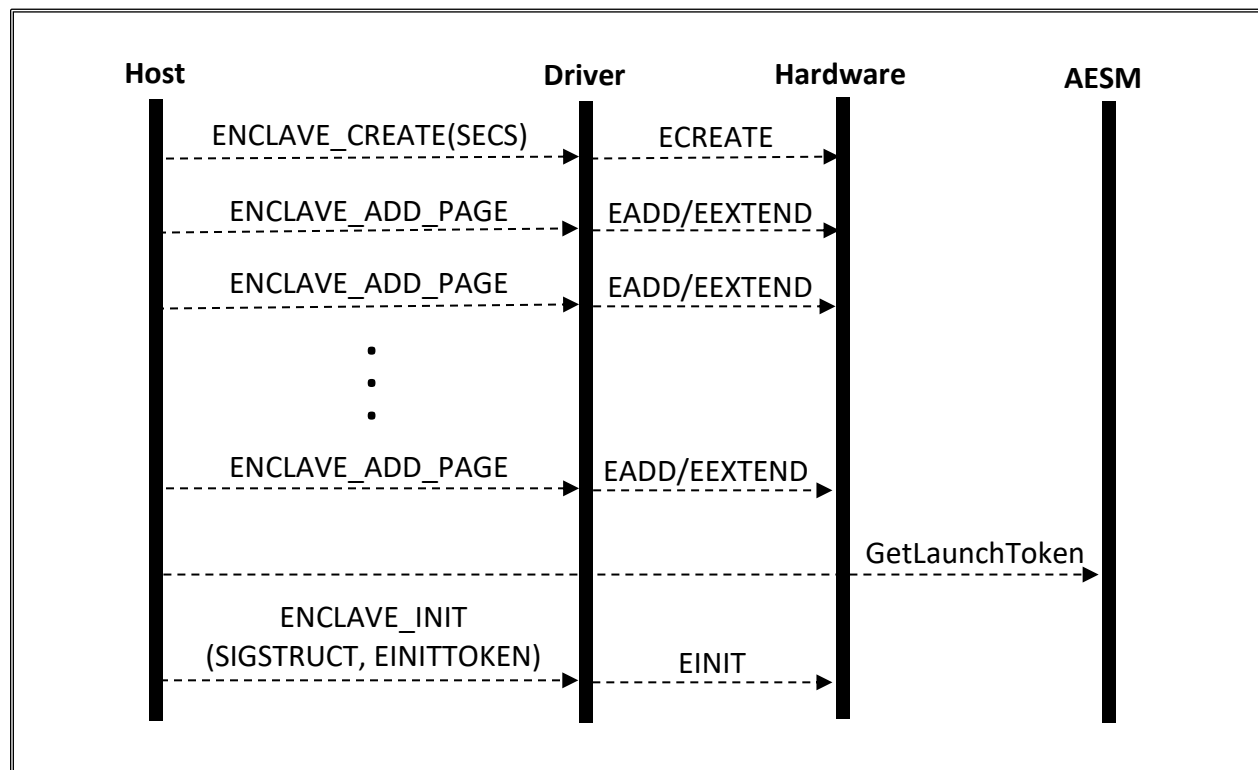 Host
Driver
Hardware
AESM
ENCLAVE_CREATE(SECS)
ECREATE
ENCLAVE_ADD_PAGE
EADD/EEXTEND
ENCLAVE_ADD_PAGE
EADD/EEXTEND
ENCLAVE_ADD_PAGE
EADD/EEXTEND
GetLaunchToken
ENCLAVE_INIT
(SIGSTRUCT, EINITTOKEN)
EINIT